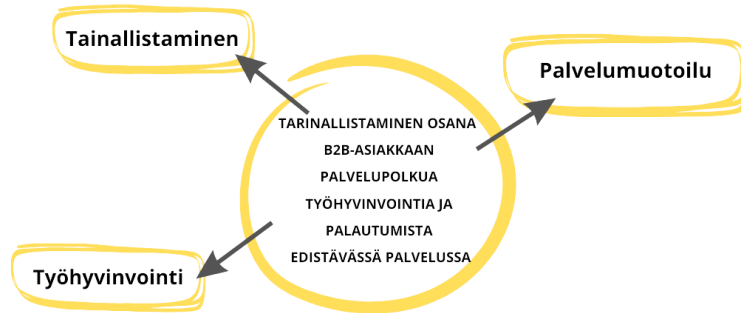 Tainallistaminen
Palvelumuotoilu
TARINALLISTAMINEN OSANA
B2B-ASIAKKAAN
PALVELUPOLKUA
TYÖHYVINVOINTIA JA
PALAUTUMISTA
EDISTÄVÄSSÄ PALVELUSSA
Työhyvinvointi